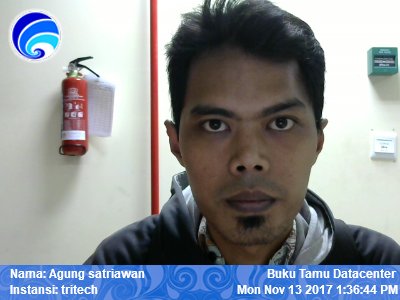 Nama: Agung satriawan
Buku Tamu Datacenter
Instansi: tritech
Mon Nov 13 2017 1:36:44 PM